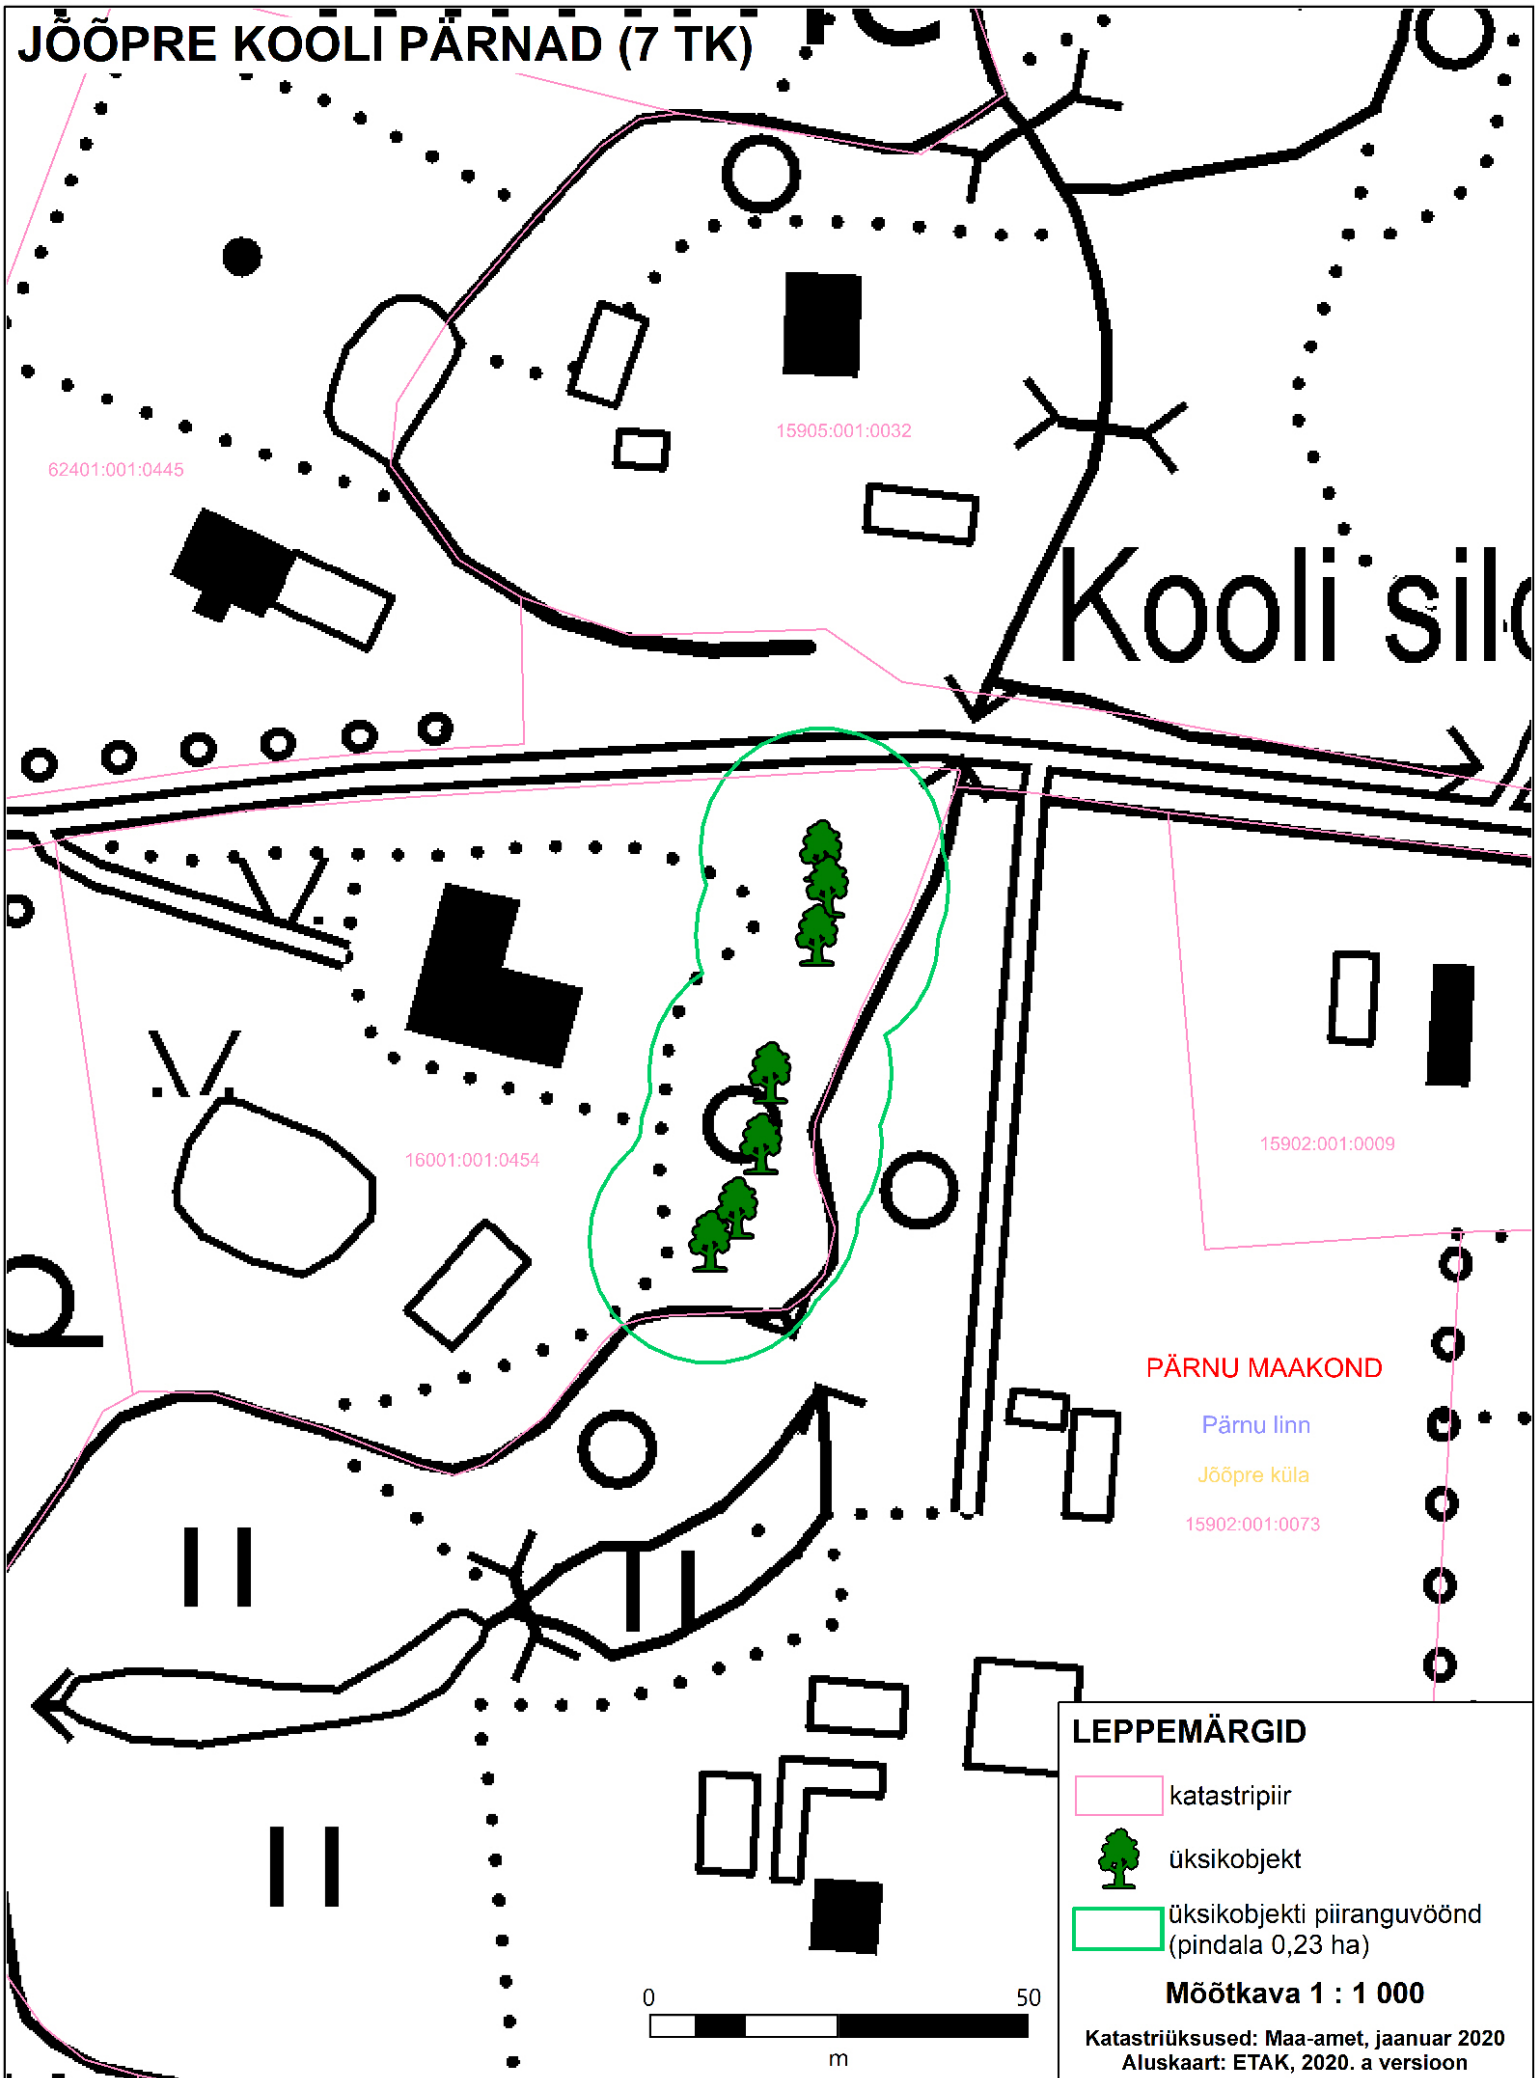 JÕÕPRE KOOLI PÄRNAD (7 TK)
15905:001:0032
62401:001:0445
Kooli
16001:001:0454
15902:001:0009
PÄRNU MAAKOND
Pärnu linn
Jõõpre küla
15902:001:0073
LEPPEMÄRGID
katastripiir
üksikobjekt
üksikobjekti piiranguvöönd
(pindala 0,23 ha)
Mõõtkava 1 : 1 000
Katastriüksused: Maa-amet, jaanuar 2020
Aluskaart: ETAK, 2020. a versioon
0 50
m